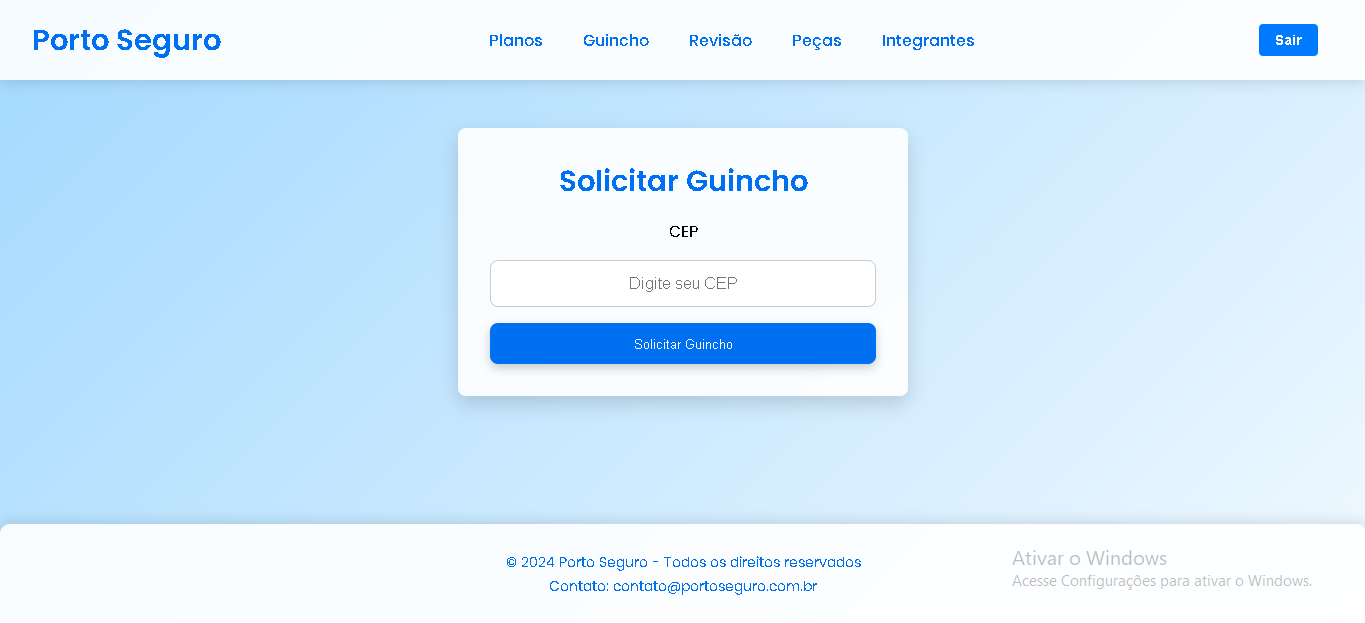 Porto Seguro
Planos Guincho Revisão Peças Integrantes
Sair
Solicitar Guincho
CEP
Digite seu CEP
Solicitar Guincho
© 2024 Porto Seguro - Todos os direitos reservados
Contato: contato@portoseguro.com.br
Ativar o Windows
Acesse Configurações para ativar o Windows.